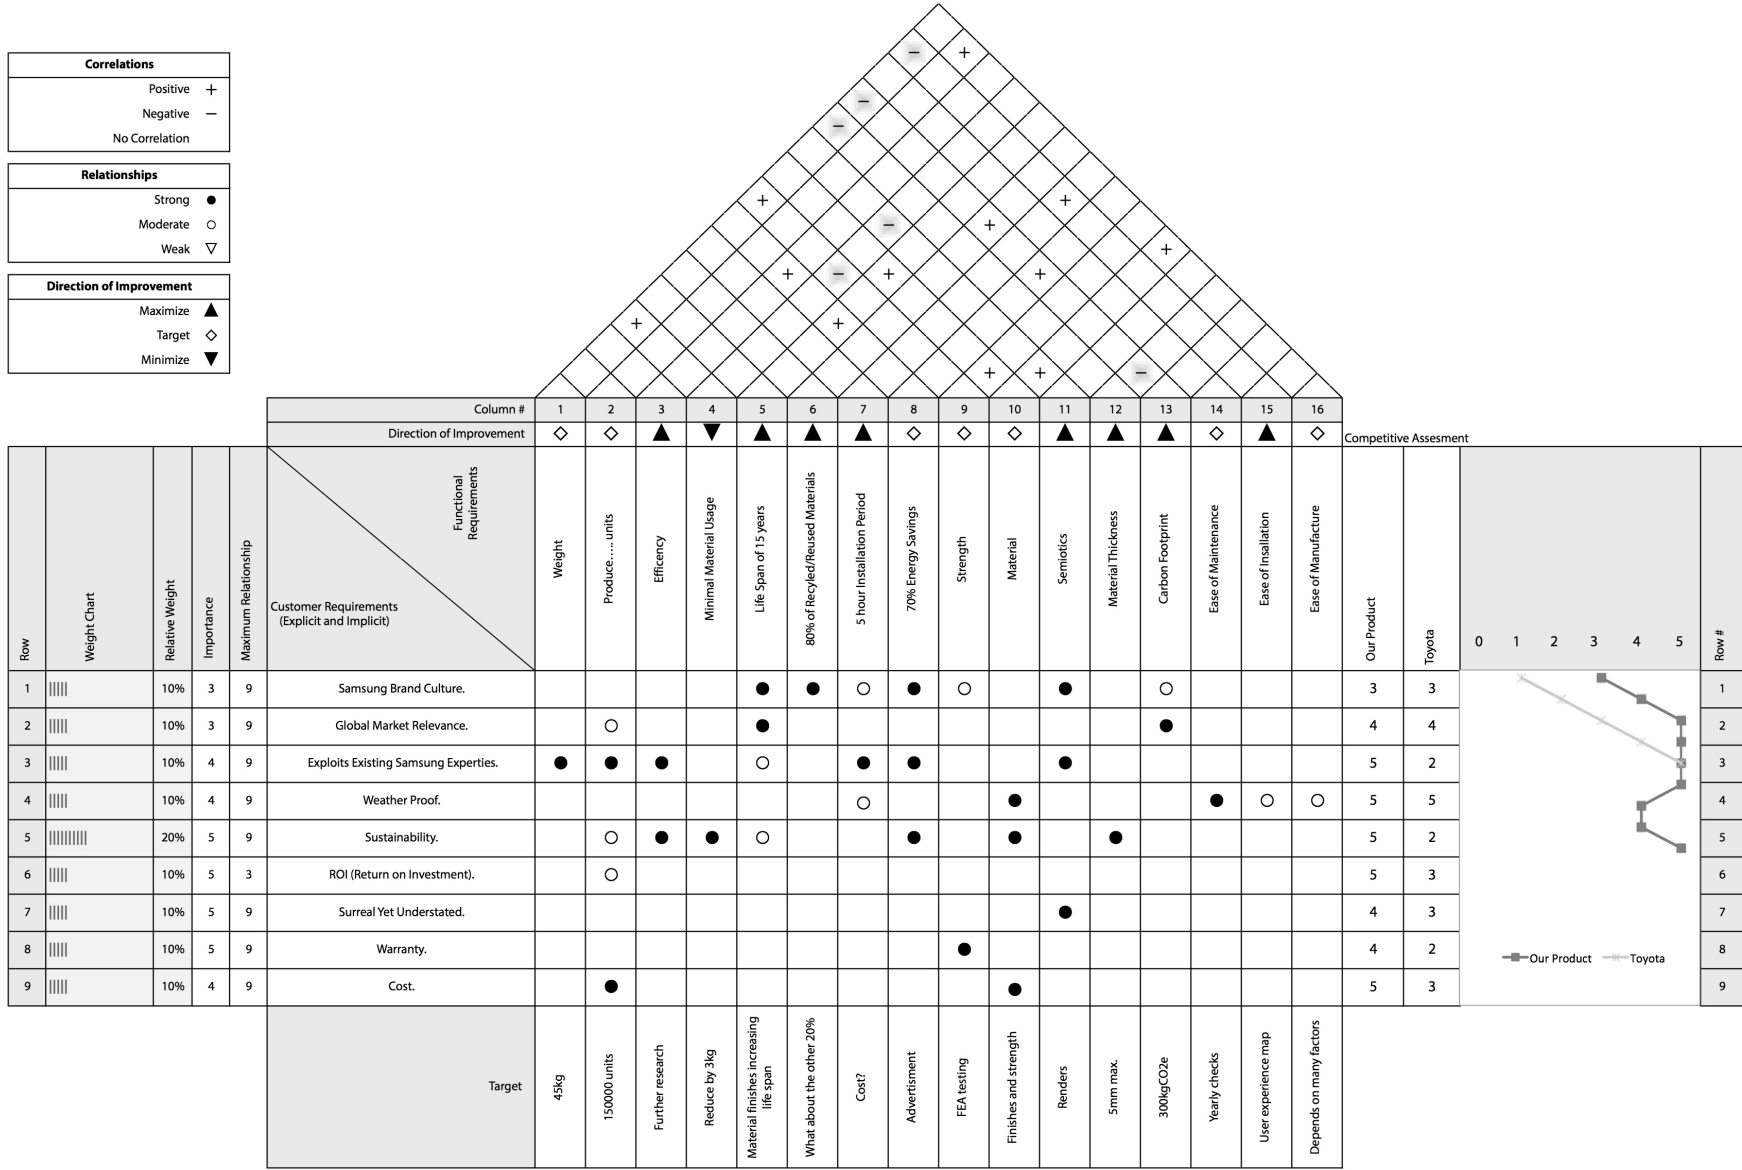 Correlations
Positive +
Negative −
No Correlation
Relationships
Strong ●
Moderate ○
Weak ▽
Direction of Improvement
Maximize ▲
Target ◇
Minimize ▼
Column # 1 2 3 4 5 6 7 8 9 10 11 12 13 14 15 16
Direction of Improvement
Competitive Assesment
Row
Weight Chart
Relative Weight
Importance
Maximum Relationship
Functional
Requirements
Customer Requirements
(Explicit and Implicit)
Weight
Produce..... units
Efficency
Minimal Material Usage
Life Span of 15 years
80% of Recyled/Reused Materials
5 hour Installation Period
70% Energy Savings
Strength
Material
Semiotics
Material Thickness
Carbon Footprint
Ease of Maintenance
Ease of Insallation
Ease of Manufacture
Our Product
Toyota
0 1 2 3 4 5
Row #
1 10% 3 9 Samsung Brand Culture. 3 3 1
2 10% 3 9 Global Market Relevance. 4 4 2
3 10% 4 9 Exploits Existing Samsung Experties. 5 2 3
4 10% 4 9 Weather Proof. 5 5 4
5 20% 5 9 Sustainability. 5 2 5
6 10% 5 3 ROI (Return on Investment). 5 3 6
7 10% 5 9 Surreal Yet Understated. 4 3 7
8 10% 5 9 Warranty. 4 2 8
Our Product Toyota
9 10% 4 9 Cost. 5 3 9
Target
45kg
150000 units
Further research
Reduce by 3kg
Material finishes increasing
life span
What about the other 20%
Cost?
Advertisment
FEA testing
Finishes and strength
Renders
5mm max.
300kgCO2e
Yearly checks
User experience map
Depends on many factors